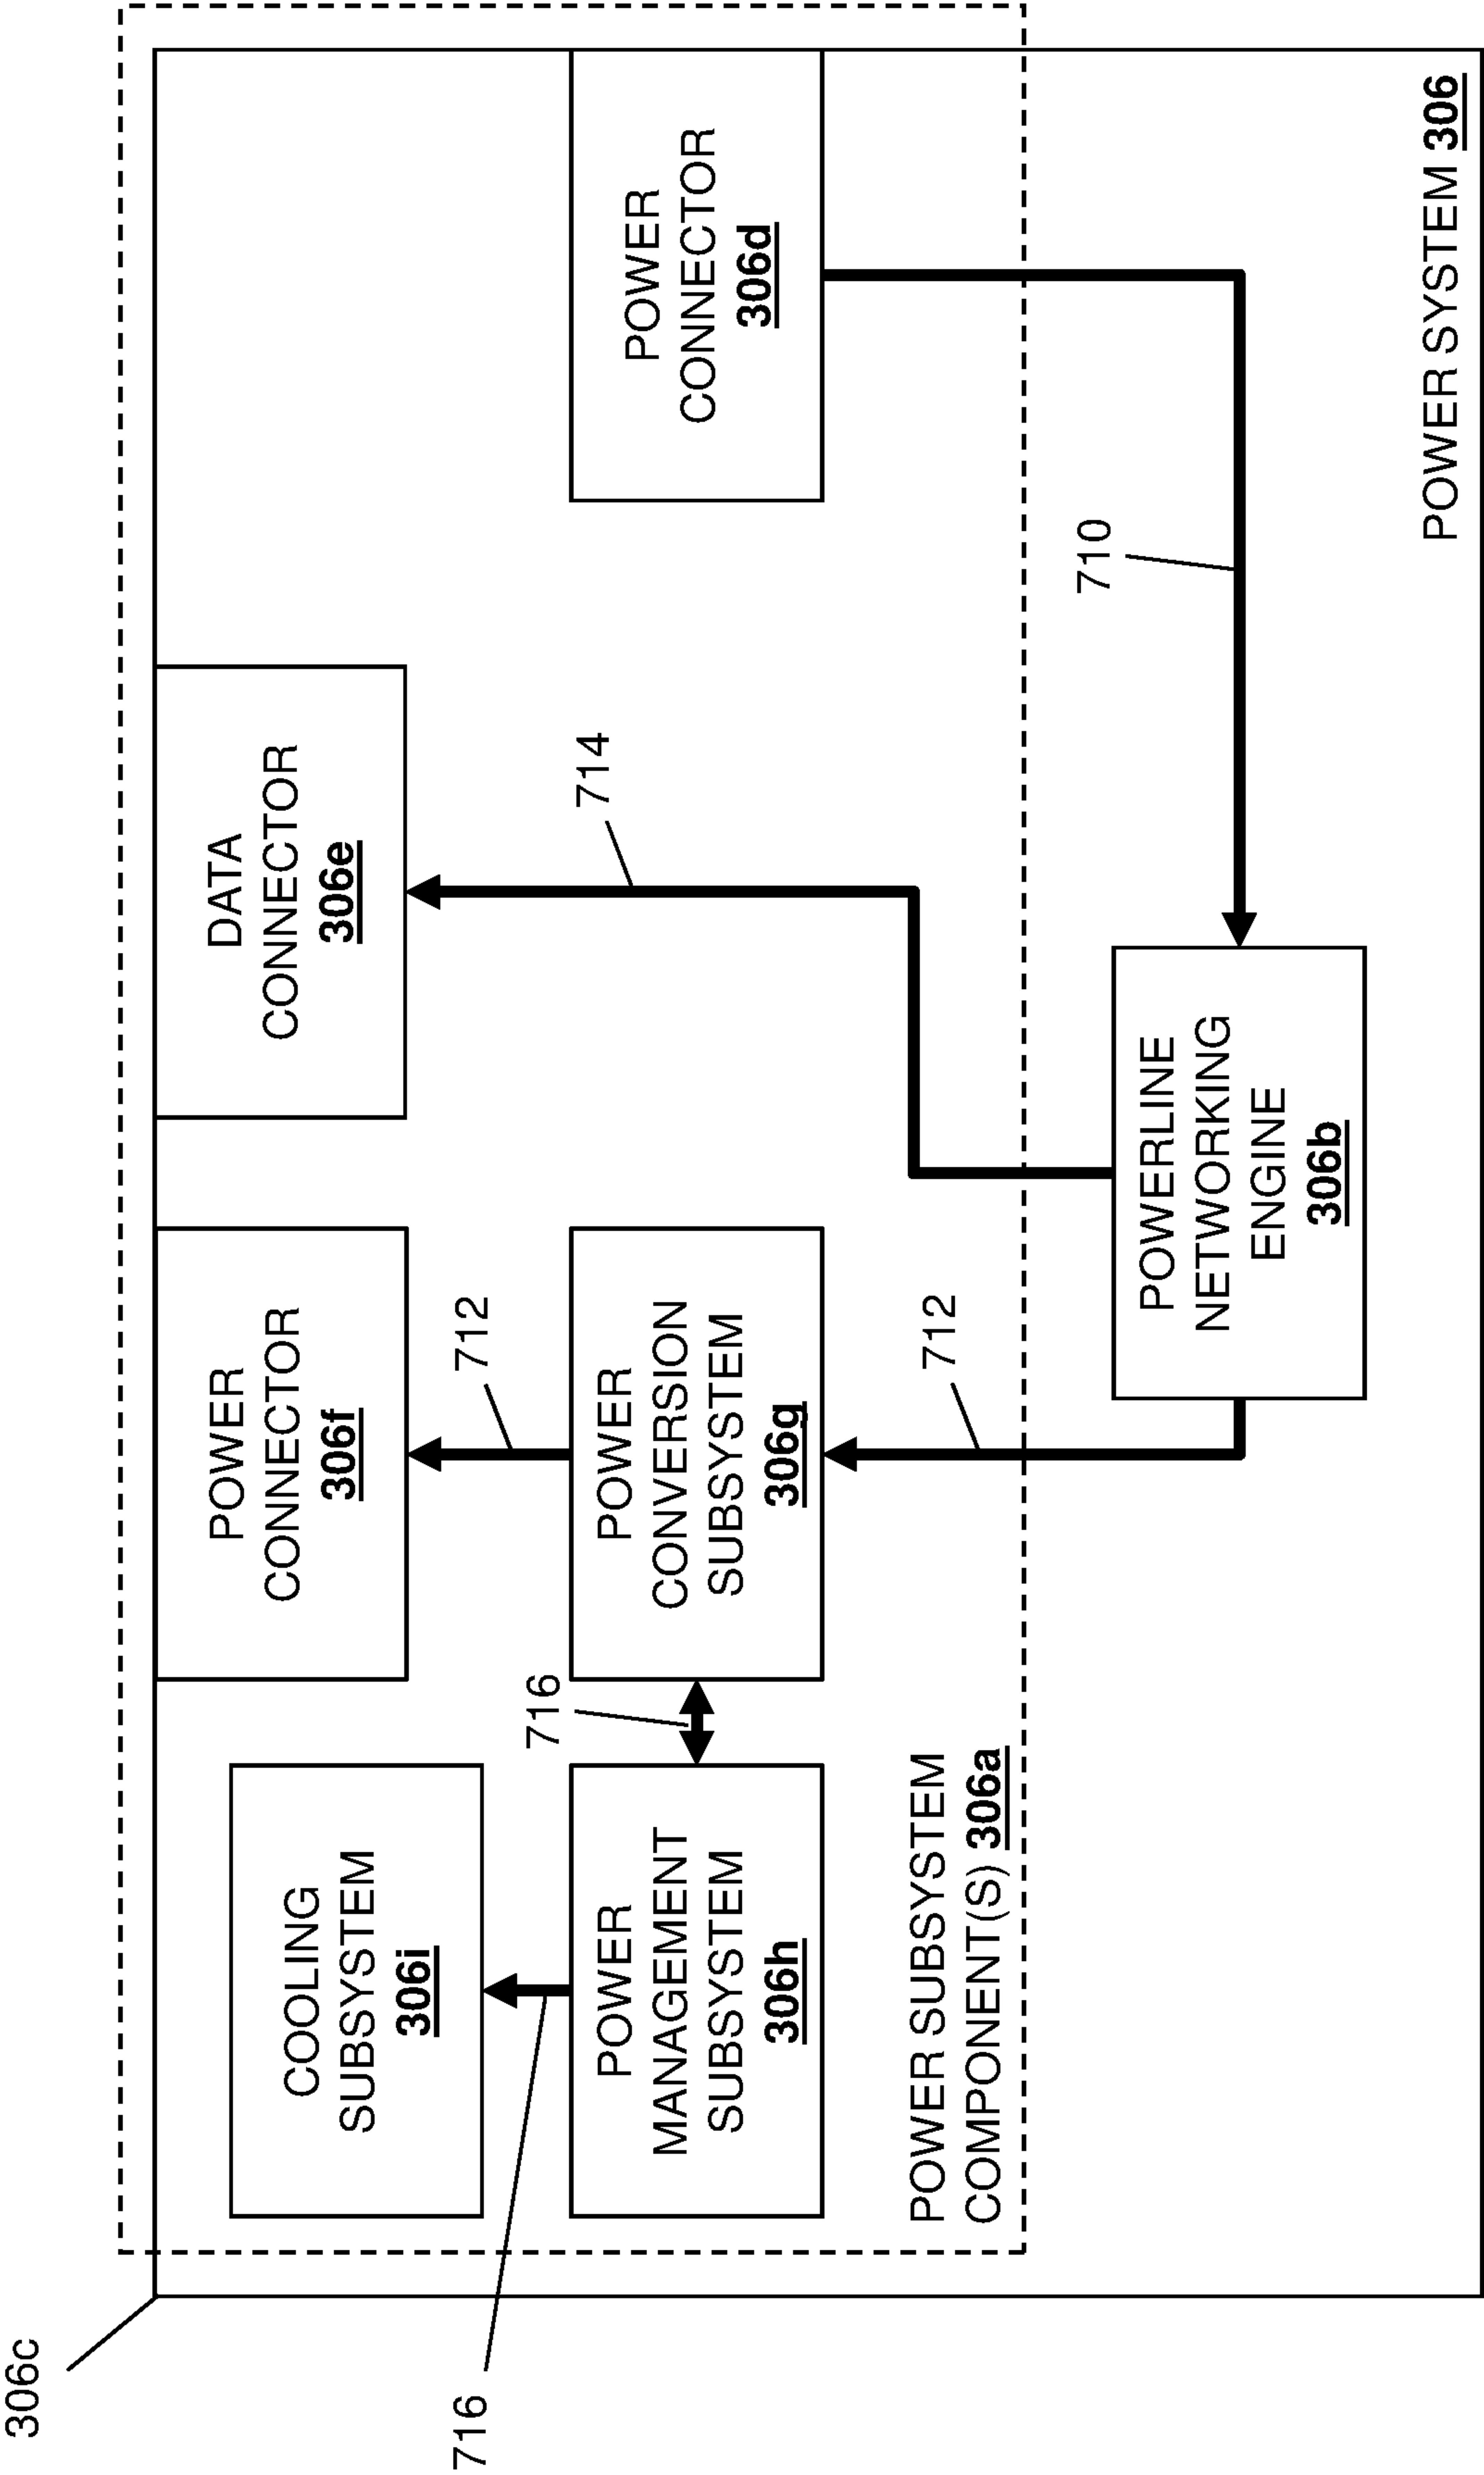 306c
716
COOLING
SUBSYSTEM
306i
POWER
MANAGEMENT
SUBSYSTEM
306h
716
POWER SUBSYSTEM
COMPONENT(S) 306a
POWER
CONNECTOR
306f
712
POWER
CONVERSION
SUBSYSTEM
306g
712
DATA
CONNECTOR
306e
714
POWERLINE
NETWORKING
ENGINE
306b
POWER
CONNECTOR
306d
710
POWER SYSTEM 306